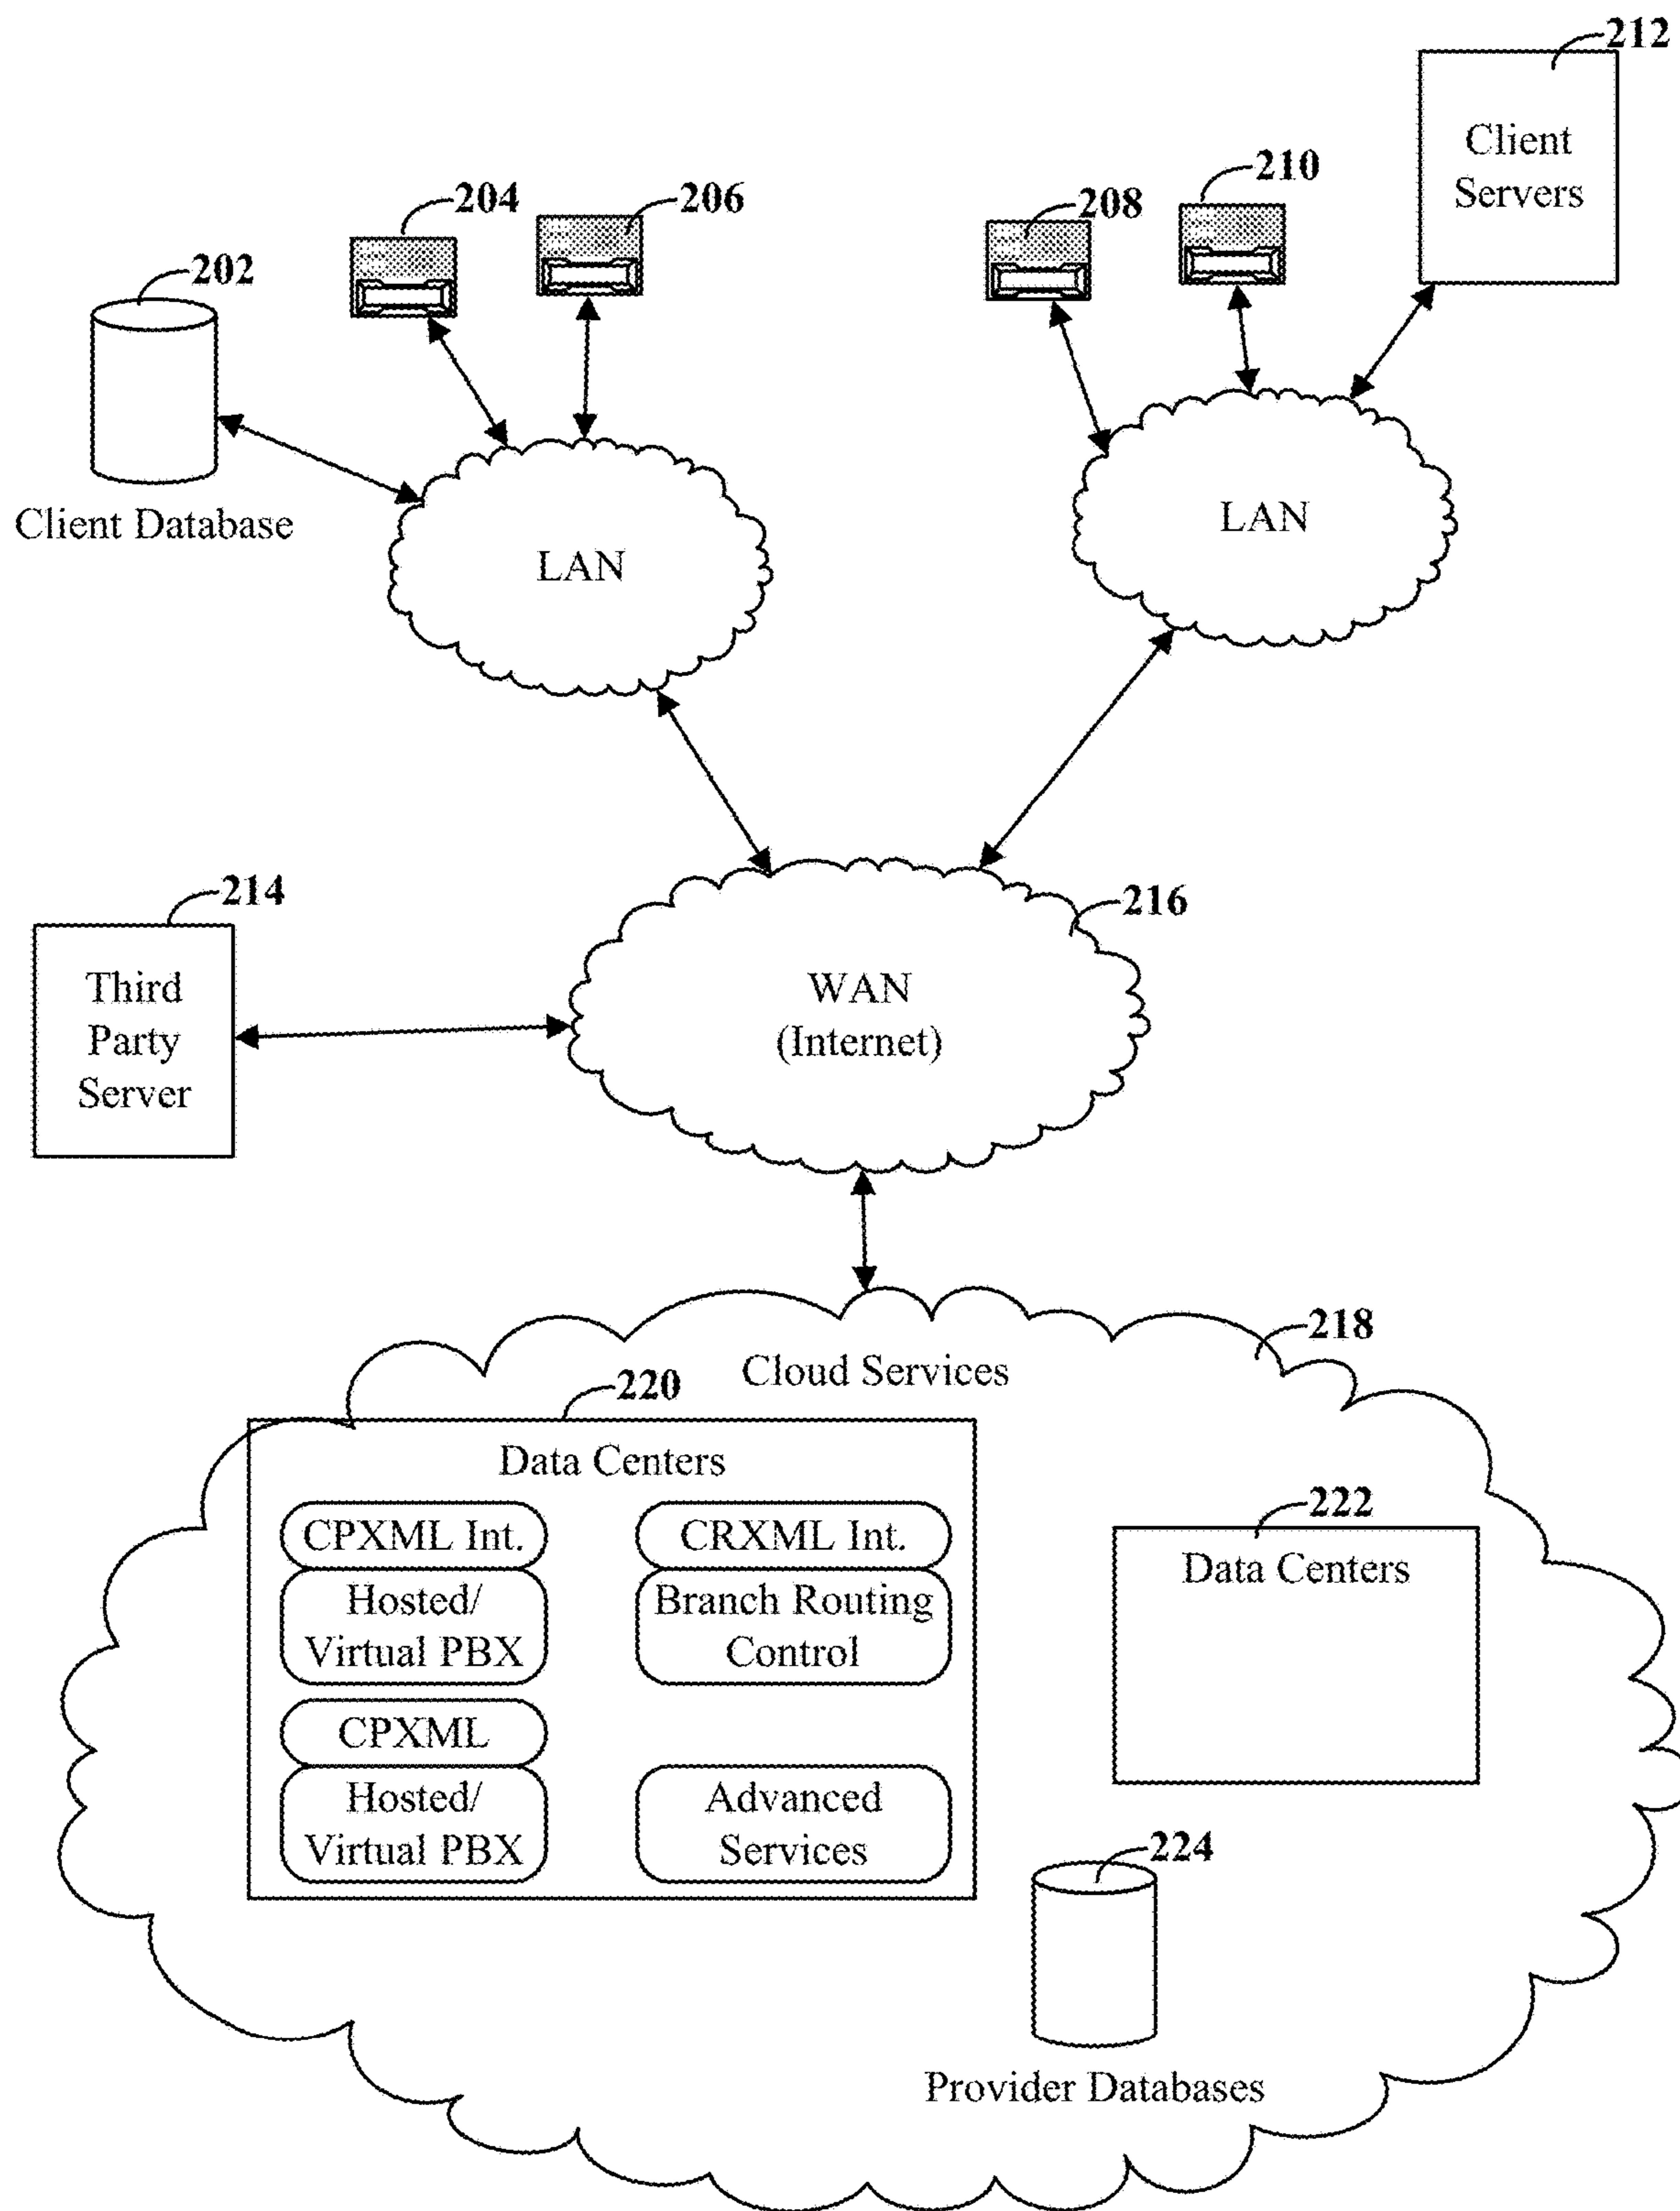 212
Client
Servers
204
206
208
210
202
Client Database
LAN
LAN
214
Third
Party
Server
216
WAN
(Internet)
218
Cloud Services
220
Data Centers
CPXML Int.
Hosted/
Virtual PBX
CPXML
Hosted/
Virtual PBX
CRXML Int.
Branch Routing
Control
Advanced
Services
222
Data Centers
224
Provider Databases